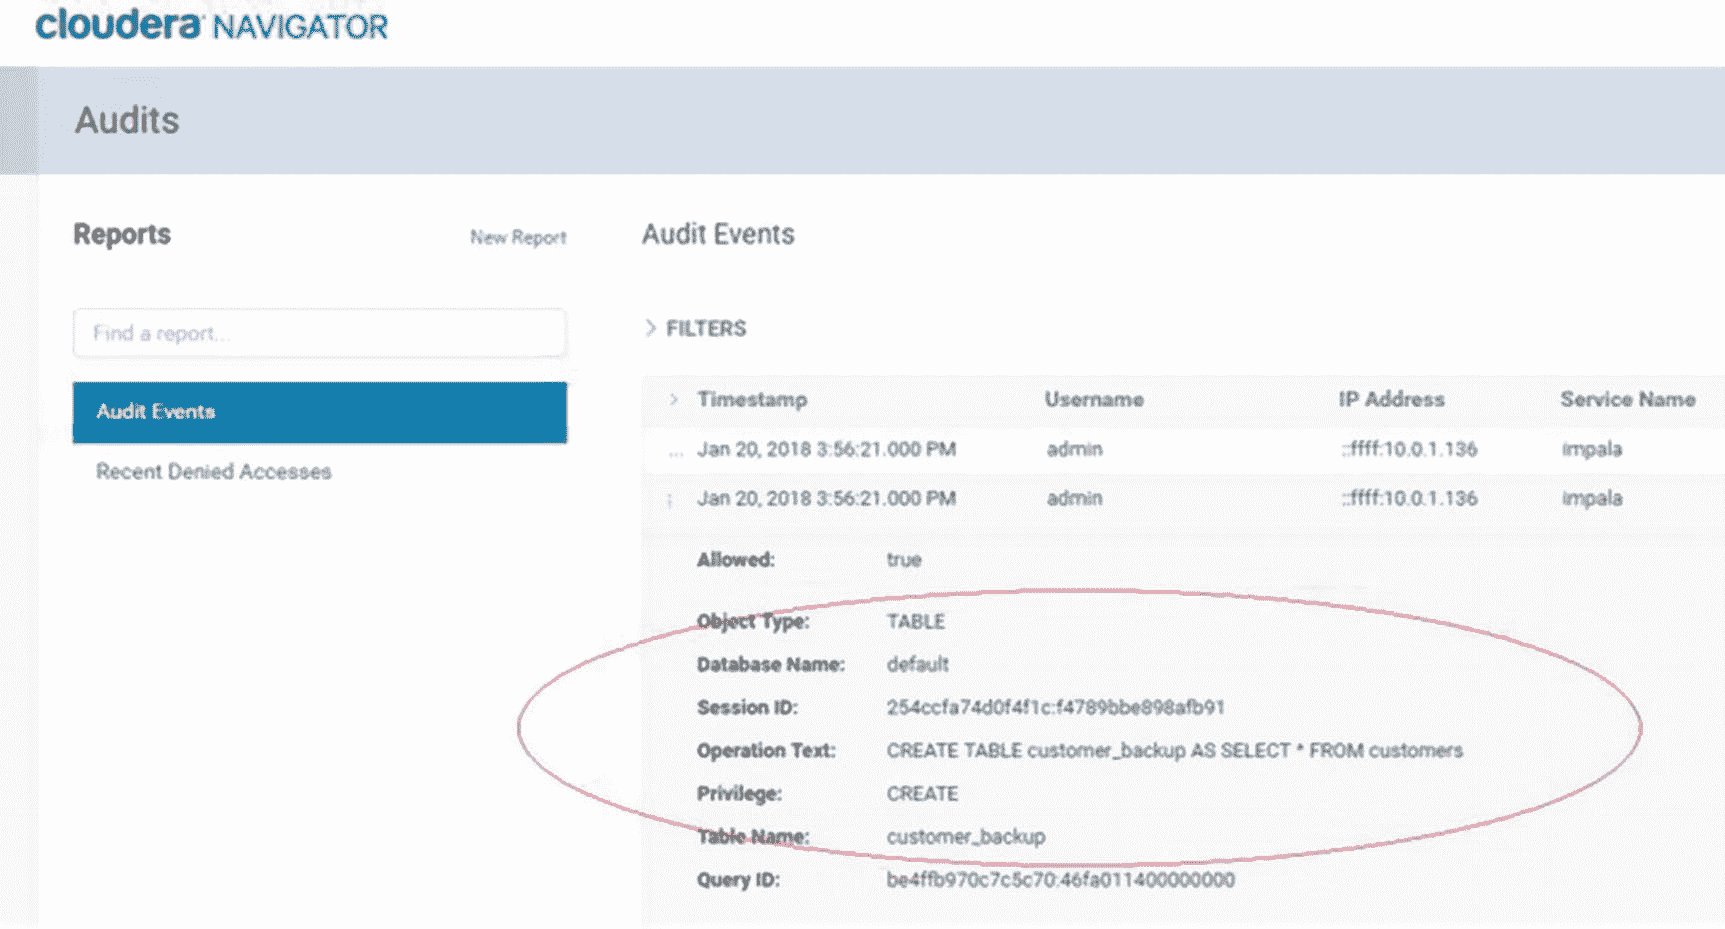 cloudera NAVIGATOR
Audits
Reports
New Report
Find a report...
Audit Events
Recent Denied Accesses
Audit Events
FILTERS
Timestamp Username IP Address Service Name
... Jan 20, 2018 3:56:21.000 PM admin ::ffff:10.0.1.136 impala
Jan 20, 2018 3:56:21.000 PM admin ::ffff:10.0.1.136 impala
Allowed: true
Object Type: TABLE
Database Name: default
Session ID: 254ccfa74d0f4f1c:f4789bbe898afb91
Operation Text: CREATE TABLE customer_backup AS SELECT * FROM customers
Privilege: CREATE
Table Name: customer_backup
Query ID: be4ffb970c7c5c70:46fa011400000000